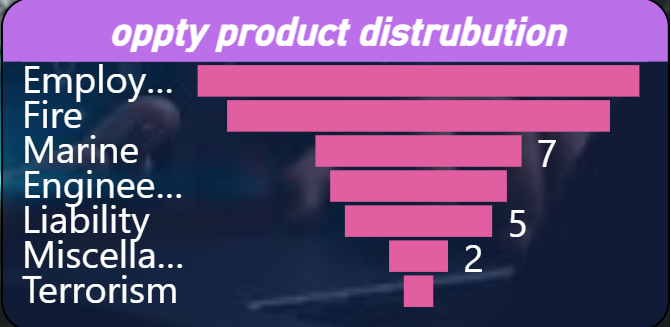 oppty product distrubution
Employ...
Fire
Marine 7
Enginee...
Liability 5
Miscella... 2
Terrorism